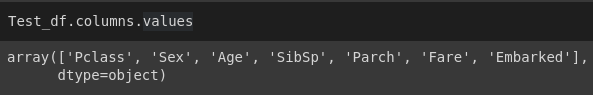 Test_df.columns.values
array(['Pclass', 'Sex', 'Age', 'SibSp', 'Parch', 'Fare', 'Embarked'],
dtype=object)